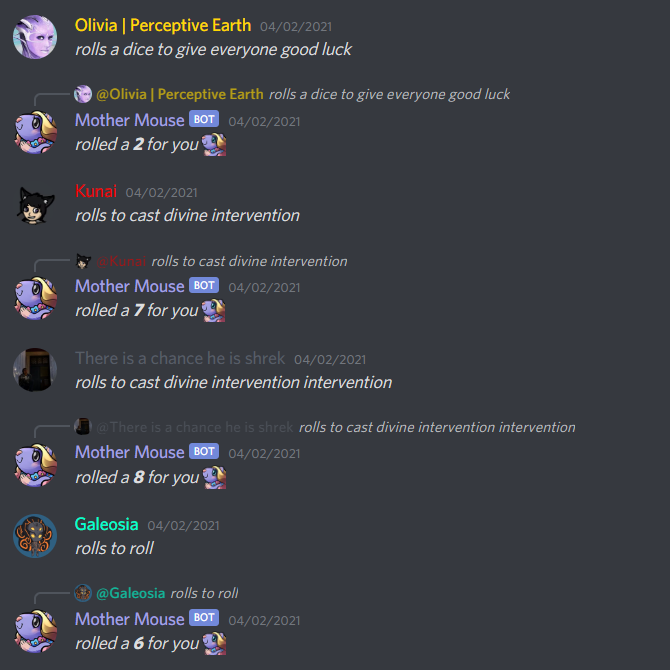 Olivia | Perceptive Earth 04/02/2021
rolls a dice to give everyone good luck
@Olivia | Perceptive Earth rolls a dice to give everyone good luck
Mother Mouse BOT 04/02/2021
rolled a 2 for you
Kunai 04/02/2021
rolls to cast divine intervention
@Kunai rolls to cast divine intervention
Mother Mouse BOT 04/02/2021
rolled a 7 for you
There is a chance he is shrek 04/02/2021
rolls to cast divine intervention intervention
@There is a chance he is shrek rolls to cast divine intervention intervention
Mother Mouse BOT 04/02/2021
rolled a 8 for you
Galeosia 04/02/2021
rolls to roll
@Galeosia rolls to roll
Mother Mouse BOT 04/02/2021
rolled a 6 for you